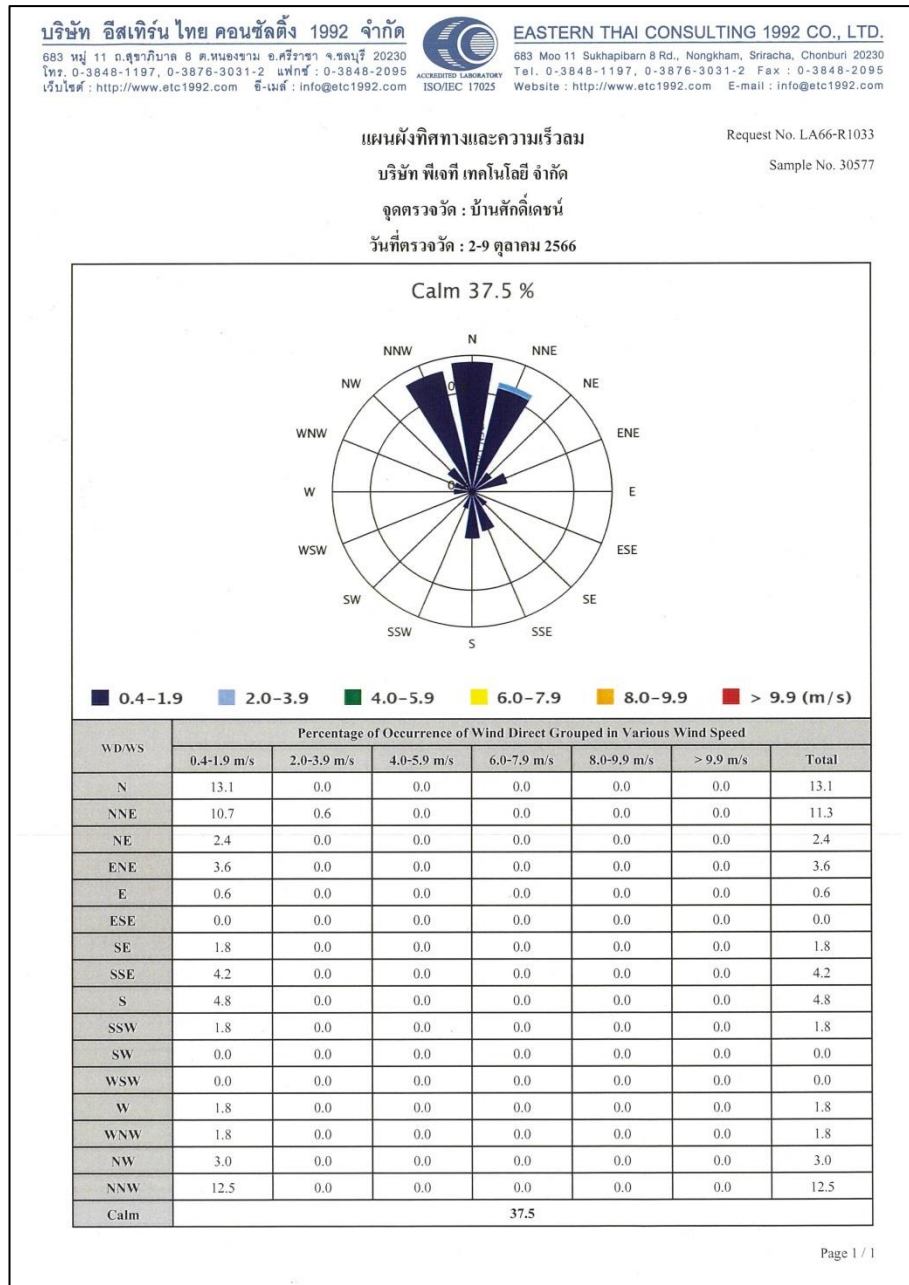 บริษัท อีสเทิร์น ไทย คอนซัลติ้ง 1992 จำกัด
683 หมู่ 11 ถ.สุขาภิบาล 8 ต.หนองขาม อ.ศรีราชา จ.ชลบุรี 20230
โทร. 0-3848-1197, 0-3876-3031-2 แฟกซ์ : 0-3848-2095
เว็บไซต์ : http://www.etc1992.com อี-เมล์ : info@etc1992.com
ACCREDITED LABORATORY
ISO/IEC 17025
EASTERN THAI CONSULTING 1992 CO., LTD.
683 Moo 11 Sukhapibarn 8 Rd., Nongkham, Sriracha, Chonburi 20230
Tel. 0-3848-1197, 0-3876-3031-2 Fax : 0-3848-2095
Website : http://www.etc1992.com E-mail : info@etc1992.com
แผนผังทิศทางและความเร็วลม
Request No. LA66-R1033
บริษัท พีเจที เทคโนโลยี จำกัด
Sample No. 30577
จุดตรวจวัด : บ้านศักดิ์เดชน์
วันที่ตรวจวัด : 2-9 ตุลาคม 2566
Calm 37.5 %
N
NNW NNE
NW NE
WNW ENE
W E
WSW ESE
SW SE
SSW SSE
S
0.4-1.9 2.0-3.9 4.0-5.9 6.0-7.9 8.0-9.9 > 9.9 (m/s)
WD/WS Percentage of Occurrence of Wind Direct Grouped in Various Wind Speed
0.4-1.9 m/s 2.0-3.9 m/s 4.0-5.9 m/s 6.0-7.9 m/s 8.0-9.9 m/s > 9.9 m/s Total
N 13.1 0.0 0.0 0.0 0.0 0.0 13.1
NNE 10.7 0.6 0.0 0.0 0.0 0.0 11.3
NE 2.4 0.0 0.0 0.0 0.0 0.0 2.4
ENE 3.6 0.0 0.0 0.0 0.0 0.0 3.6
E 0.6 0.0 0.0 0.0 0.0 0.0 0.6
ESE 0.0 0.0 0.0 0.0 0.0 0.0 0.0
SE 1.8 0.0 0.0 0.0 0.0 0.0 1.8
SSE 4.2 0.0 0.0 0.0 0.0 0.0 4.2
S 4.8 0.0 0.0 0.0 0.0 0.0 4.8
SSW 1.8 0.0 0.0 0.0 0.0 0.0 1.8
SW 0.0 0.0 0.0 0.0 0.0 0.0 0.0
WSW 0.0 0.0 0.0 0.0 0.0 0.0 0.0
W 1.8 0.0 0.0 0.0 0.0 0.0 1.8
WNW 1.8 0.0 0.0 0.0 0.0 0.0 1.8
NW 3.0 0.0 0.0 0.0 0.0 0.0 3.0
NNW 12.5 0.0 0.0 0.0 0.0 0.0 12.5
Calm 37.5
Page 1 / 1